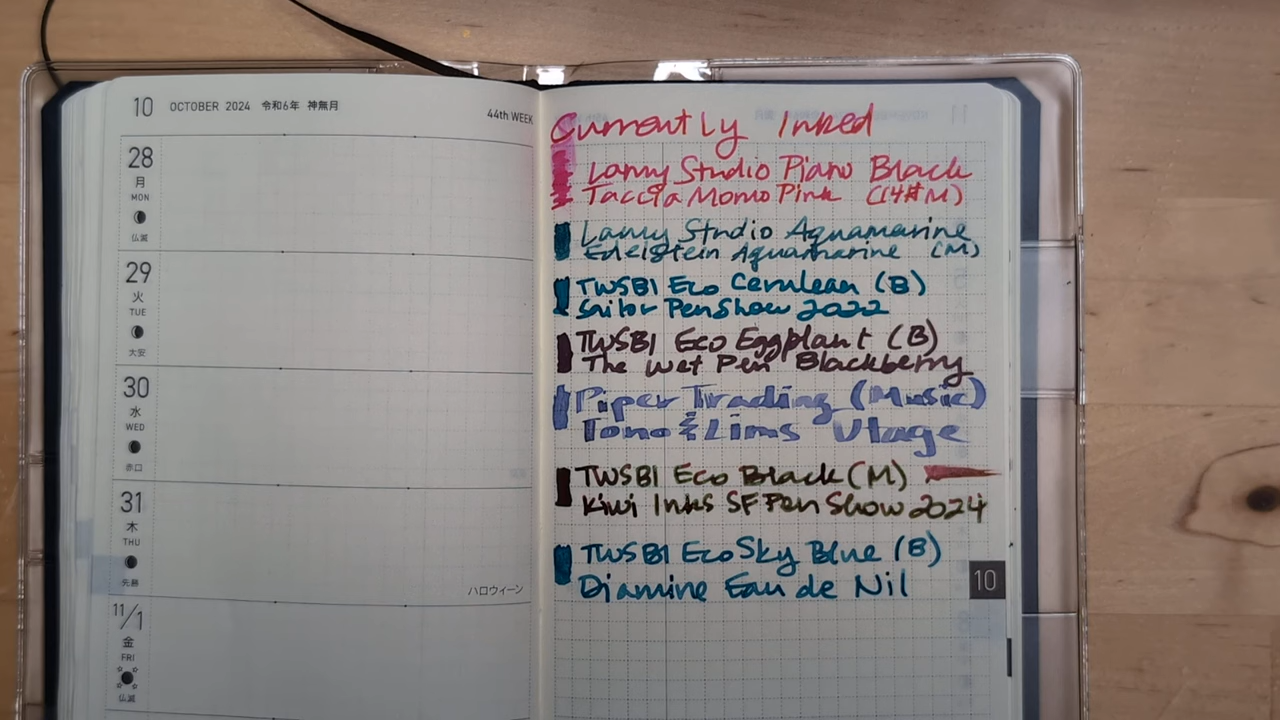 10 OCTOBER 2024 令和6年 神無月
44th WEEK
28
月
MON
仏滅
29
火
TUE
大安
30
水
WED
赤口
31
木
THU
先勝
ハロウィーン
11/1
金
FRI
仏滅
Currently Inked
Lamy Studio Piano Black
Taccia Momo Pink (14K M)
Lamy Studio Aquamarine
Edelstein Aquamarine (M)
TWSBI Eco Cerulean (B)
Sailor Pen Show 2022
TWSBI Eco Eggplant (B)
The Wet Pen Blackberry
Piper Trading (Music)
Tono & Lims Utage
TWSBI Eco Black (M)
Kiwi Inks SF Pen Show 2024
TWSBI Eco Sky Blue (B)
Diamine Eau de Nil
10